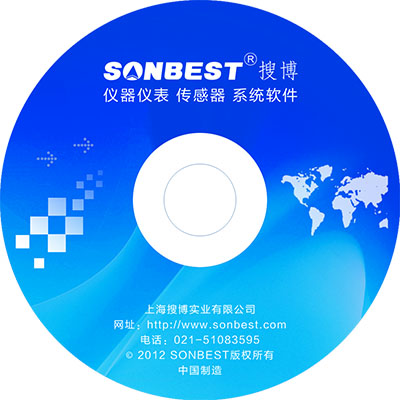 SONBEST® 搜博
仪器仪表 传感器 系统软件
上海搜博实业有限公司
网址：http://www.sonbest.com
电话：021-51083595
© 2012 SONBEST版权所有
中国制造